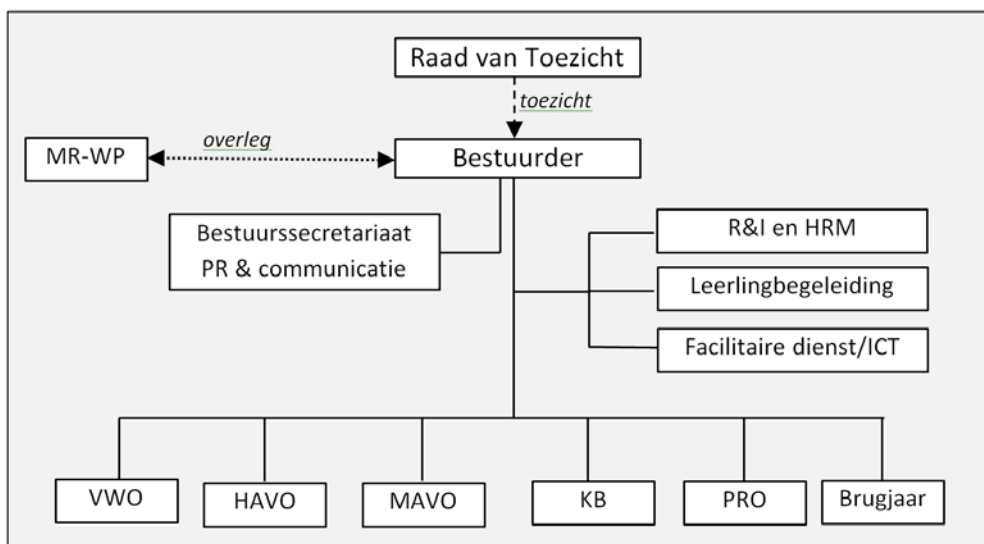 Raad van Toezicht
toezicht
overleg
MR-WP
Bestuurder
Bestuurssecretariaat
PR & communicatie
R&I en HRM
Leerlingbegeleiding
Facilitaire dienst/ICT
VWO
HAVO
MAVO
KB
PRO
Brugjaar